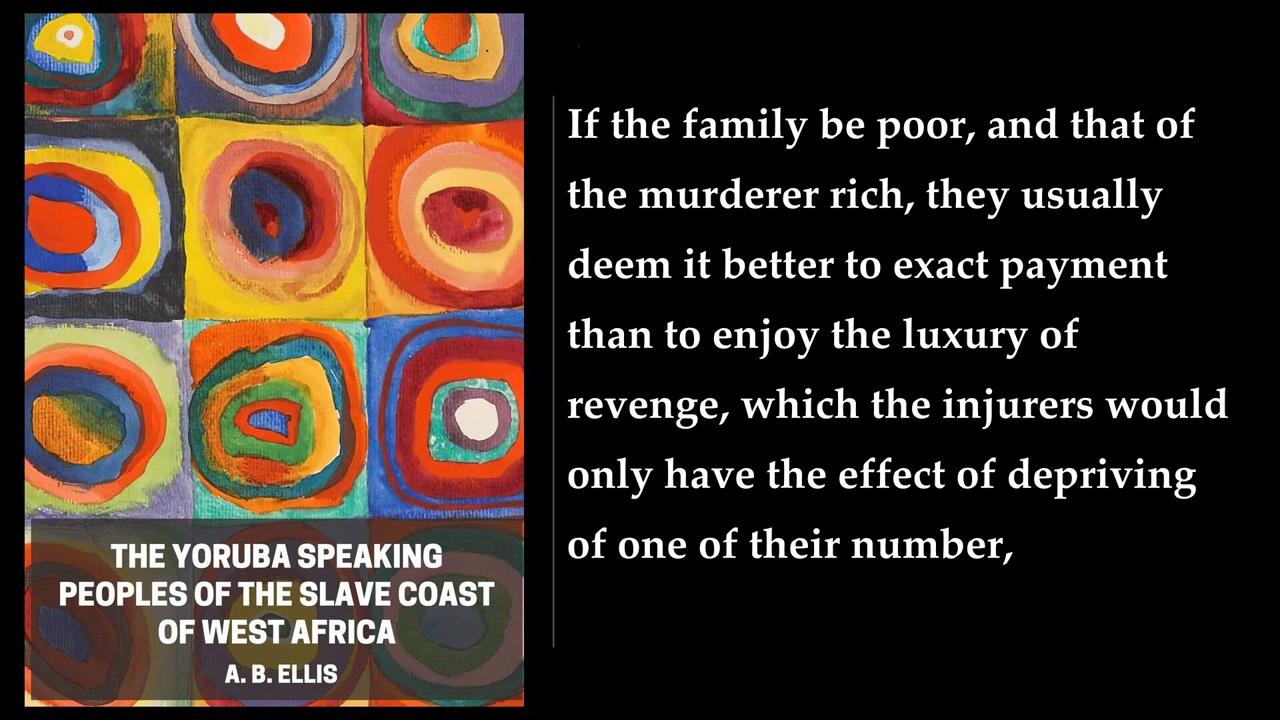 THE YORUBA SPEAKING
PEOPLES OF THE SLAVE COAST
OF WEST AFRICA
A. B. ELLIS
If the family be poor, and that of
the murderer rich, they usually
deem it better to exact payment
than to enjoy the luxury of
revenge, which the injurers would
only have the effect of depriving
of one of their number,